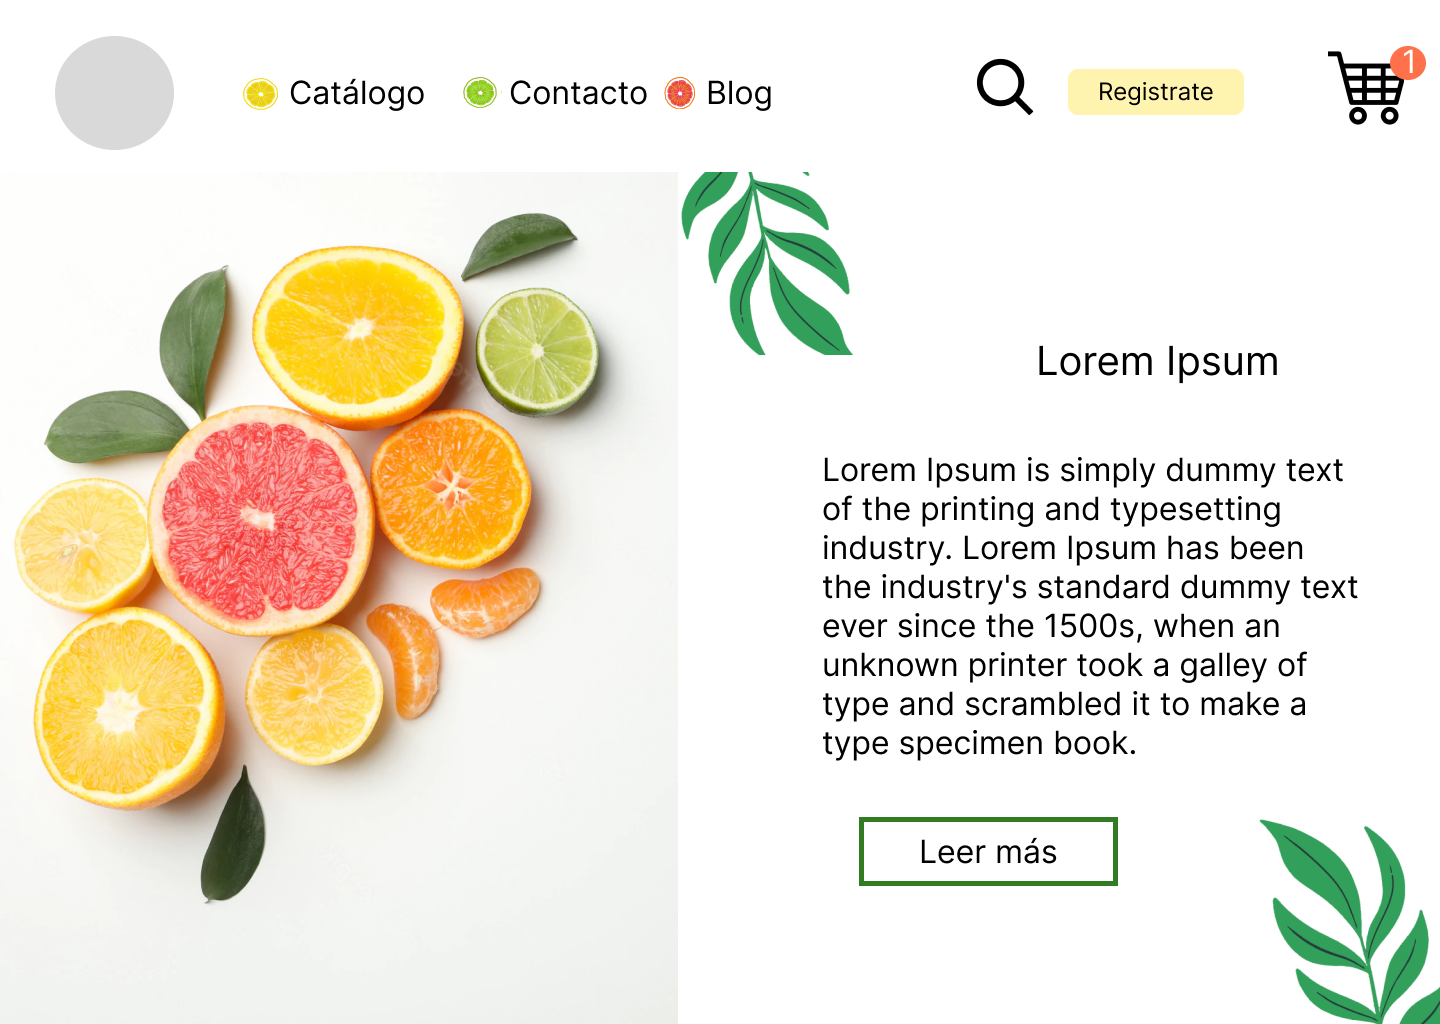 Catálogo
Contacto
Blog
Registrate
1
Lorem Ipsum
Lorem Ipsum is simply dummy text
of the printing and typesetting
industry. Lorem Ipsum has been
the industry's standard dummy text
ever since the 1500s, when an
unknown printer took a galley of
type and scrambled it to make a
type specimen book.
Leer más